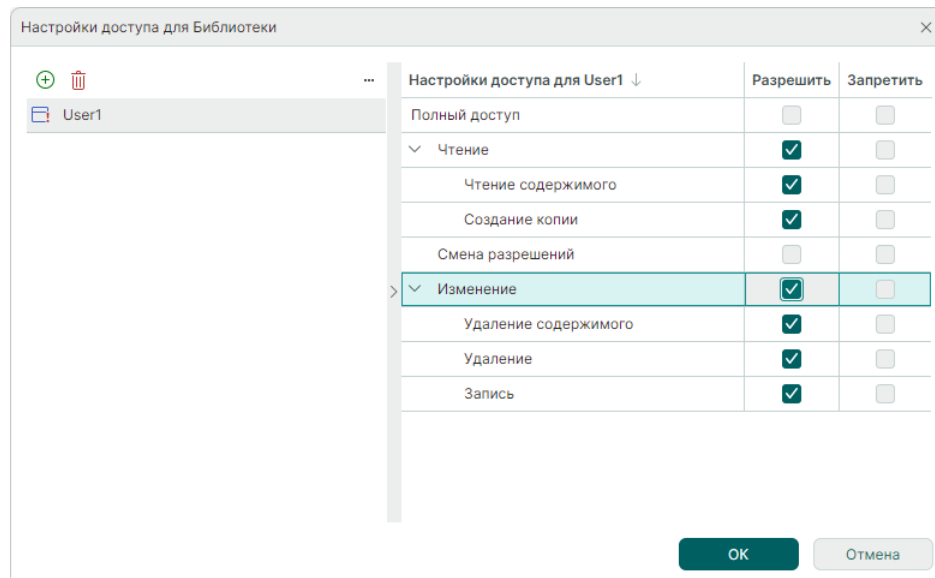 Настройки доступа для Библиотеки
Настройки доступа для User1 Разрешить Запретить
User1
Полный доступ
Чтение
Чтение содержимого
Создание копии
Смена разрешений
Изменение
Удаление содержимого
Удаление
Запись
ОК Отмена